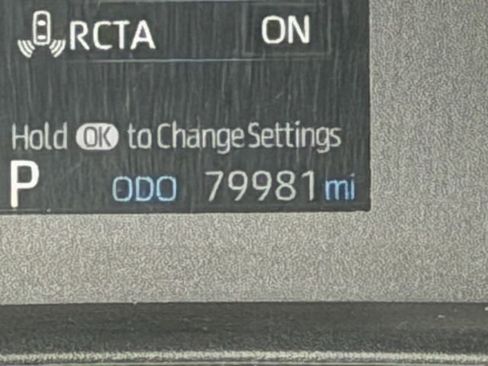 RCTA ON
Hold OK to Change Settings
P ODO 79981 mi